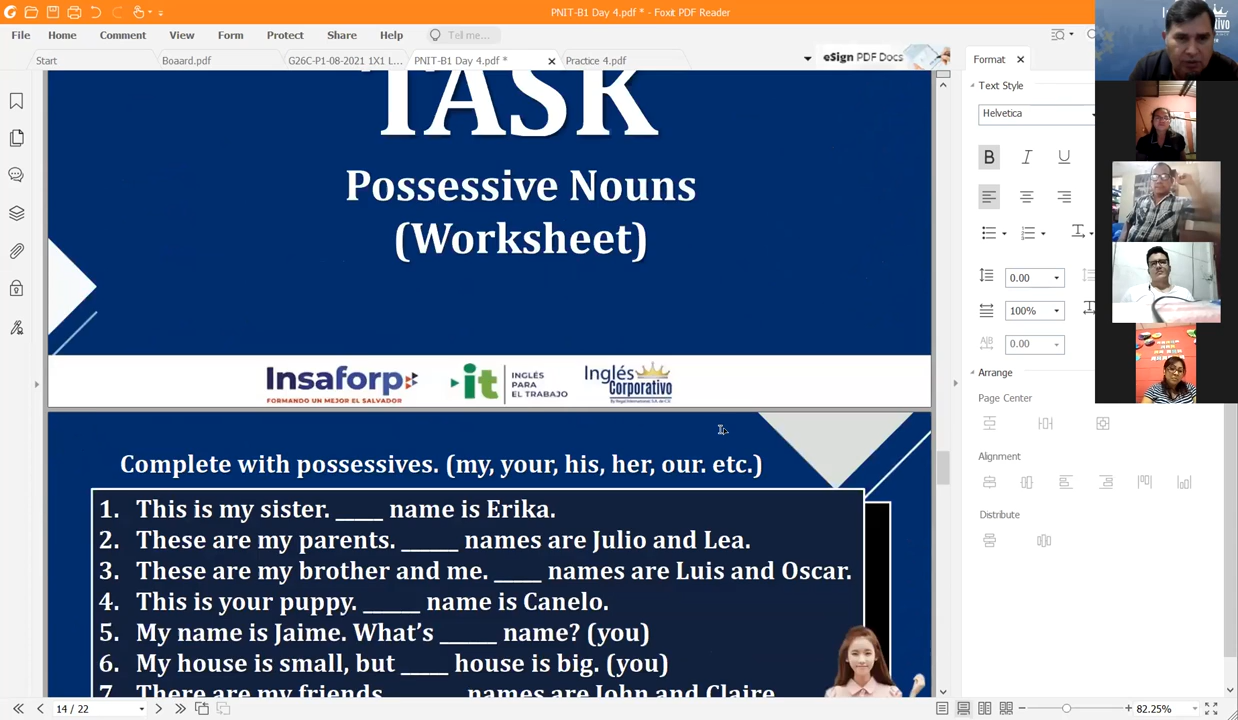 PNIT-B1 Day 4.pdf * - Foxit PDF Reader
File Home Comment View Form Protect Share Help Tell me...
Start Boaard.pdf G26C-P1-08-2021 1X1 L... PNIT-B1 Day 4.pdf * Practice 4.pdf eSign PDF Docs
Format
Text Style
Helvetica
B I U
0.00
100%
0.00
Arrange
Page Center
Alignment
Distribute
TASK
Possessive Nouns
(Worksheet)
Insaforp
FORMANDO UN MEJOR EL SALVADOR
it INGLÉS PARA EL TRABAJO
Inglés Corporativo
Complete with possessives. (my, your, his, her, our. etc.)
1. This is my sister. _____ name is Erika.
2. These are my parents. ______ names are Julio and Lea.
3. These are my brother and me. _____ names are Luis and Oscar.
4. This is your puppy. ______ name is Canelo.
5. My name is Jaime. What's ______ name? (you)
6. My house is small, but _____ house is big. (you)
7. There are my friends. ______ names are John and Claire
14 / 22
82.25%